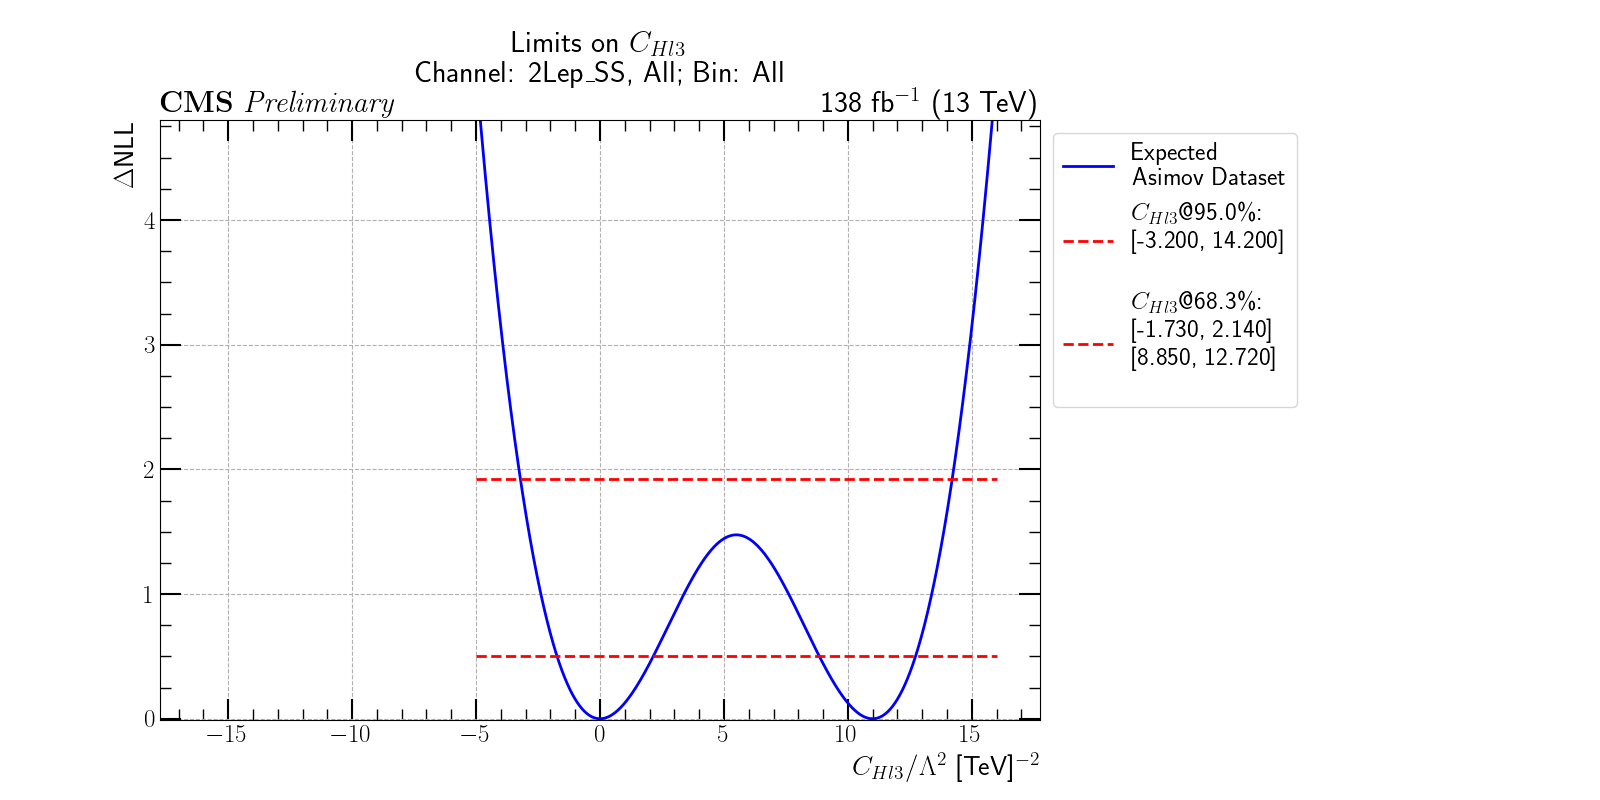 Limits on C_{Hl3}
Channel: 2Lep_SS, All; Bin: All
CMS Preliminary 138 fb⁻¹ (13 TeV)
ΔNLL
4
3
2
1
0
−15 −10 −5 0 5 10 15
C_{Hl3}/Λ² [TeV]⁻²
Expected
Asimov Dataset
C_{Hl3}@95.0%:
[-3.200, 14.200]
C_{Hl3}@68.3%:
[-1.730, 2.140]
[8.850, 12.720]